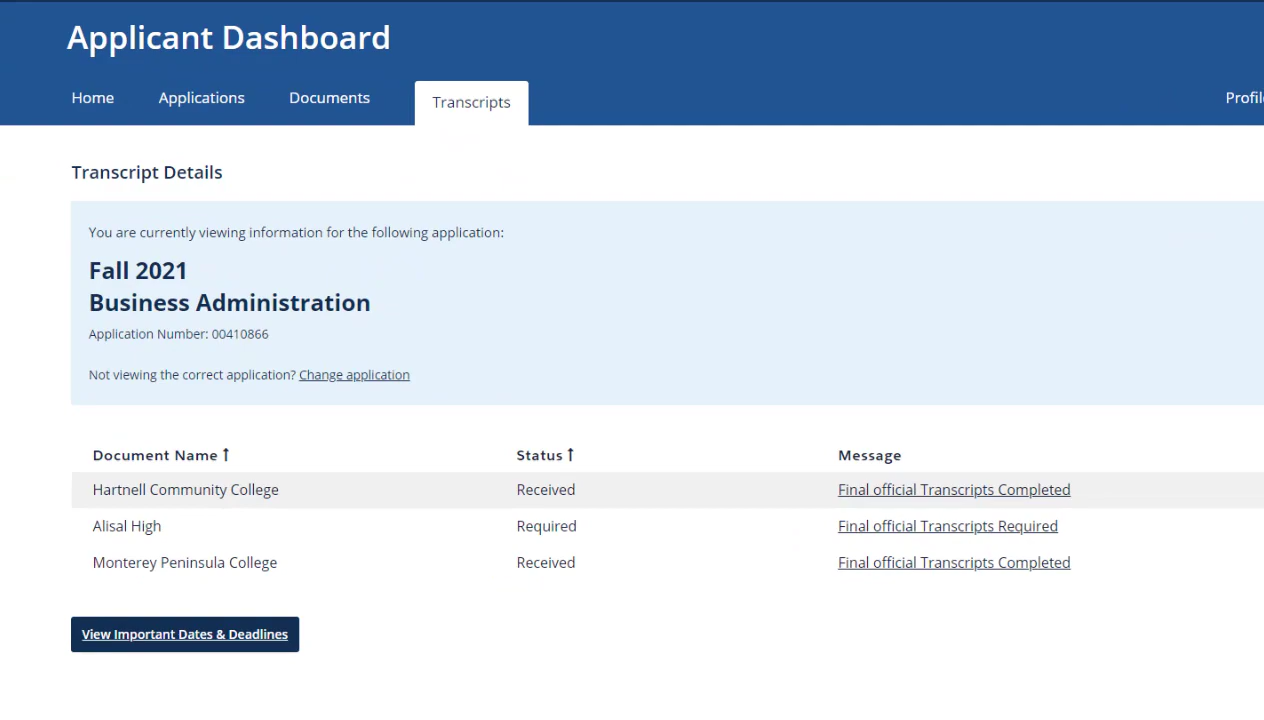 Applicant Dashboard
Home Applications Documents Transcripts Profile
Transcript Details
You are currently viewing information for the following application:
Fall 2021
Business Administration
Application Number: 00410866
Not viewing the correct application? Change application
Document Name ↑ Status ↑ Message
Hartnell Community College Received Final official Transcripts Completed
Alisal High Required Final official Transcripts Required
Monterey Peninsula College Received Final official Transcripts Completed
View Important Dates & Deadlines